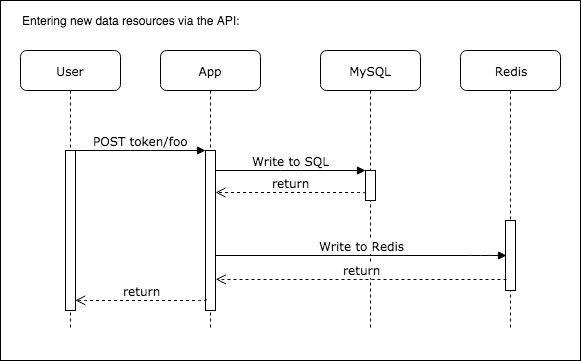 Entering new data resources via the API:
User
App
MySQL
Redis
POST token/foo
Write to SQL
return
Write to Redis
return
return